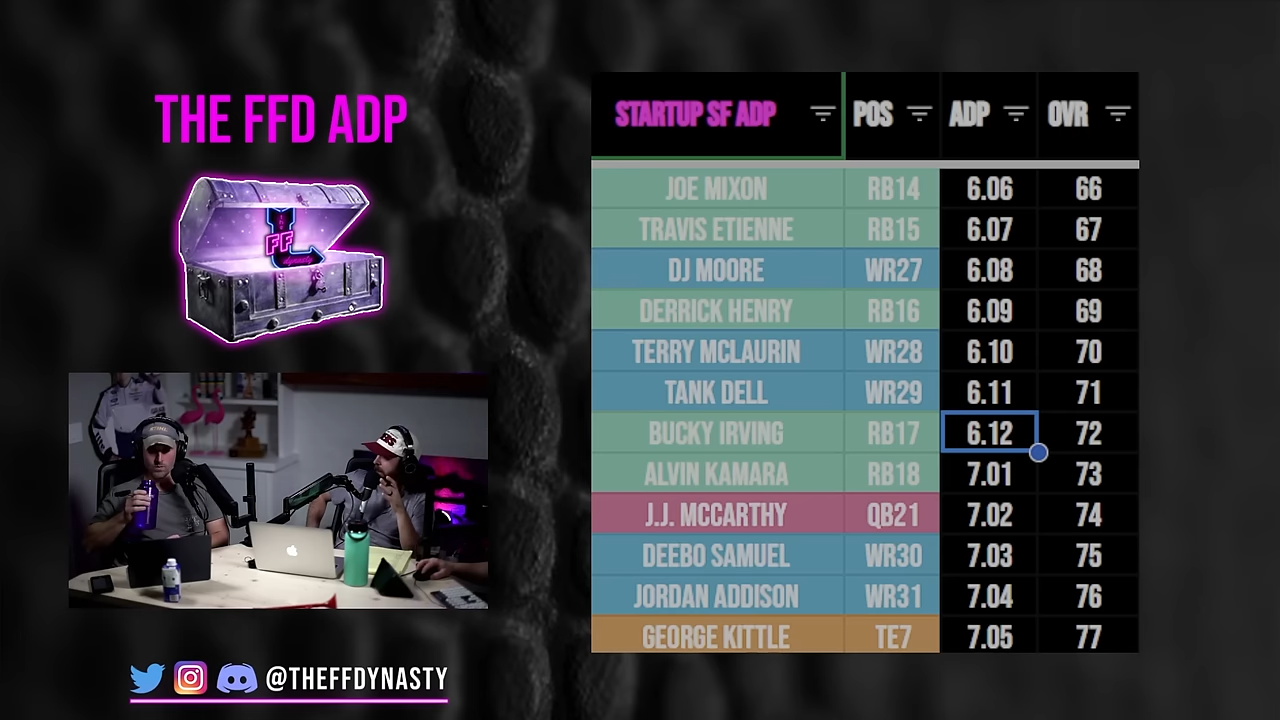 THE FFD ADP
FF
dynasty
@THEFFDYNASTY
STARTUP SF ADP POS ADP OVR
JOE MIXON RB14 6.06 66
TRAVIS ETIENNE RB15 6.07 67
DJ MOORE WR27 6.08 68
DERRICK HENRY RB16 6.09 69
TERRY MCLAURIN WR28 6.10 70
TANK DELL WR29 6.11 71
BUCKY IRVING RB17 6.12 72
ALVIN KAMARA RB18 7.01 73
J.J. MCCARTHY QB21 7.02 74
DEEBO SAMUEL WR30 7.03 75
JORDAN ADDISON WR31 7.04 76
GEORGE KITTLE TE7 7.05 77